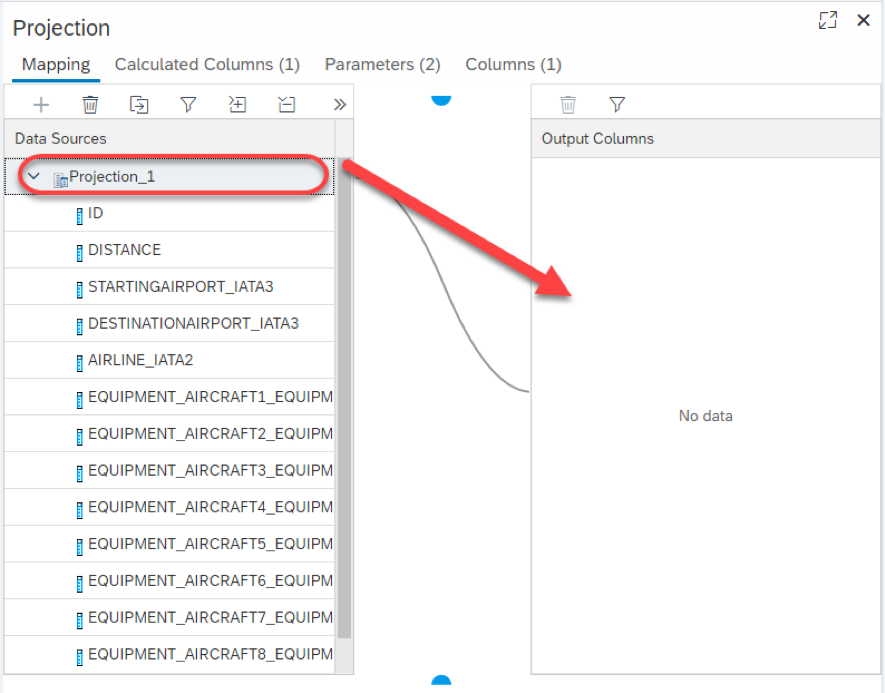 Projection
Mapping Calculated Columns (1) Parameters (2) Columns (1)
Data Sources
Output Columns
Projection_1
ID
DISTANCE
STARTINGAIRPORT_IATA3
DESTINATIONAIRPORT_IATA3
AIRLINE_IATA2
EQUIPMENT_AIRCRAFT1_EQUIPM
EQUIPMENT_AIRCRAFT2_EQUIPM
EQUIPMENT_AIRCRAFT3_EQUIPM
EQUIPMENT_AIRCRAFT4_EQUIPM
EQUIPMENT_AIRCRAFT5_EQUIPM
EQUIPMENT_AIRCRAFT6_EQUIPM
EQUIPMENT_AIRCRAFT7_EQUIPM
EQUIPMENT_AIRCRAFT8_EQUIPM
No data